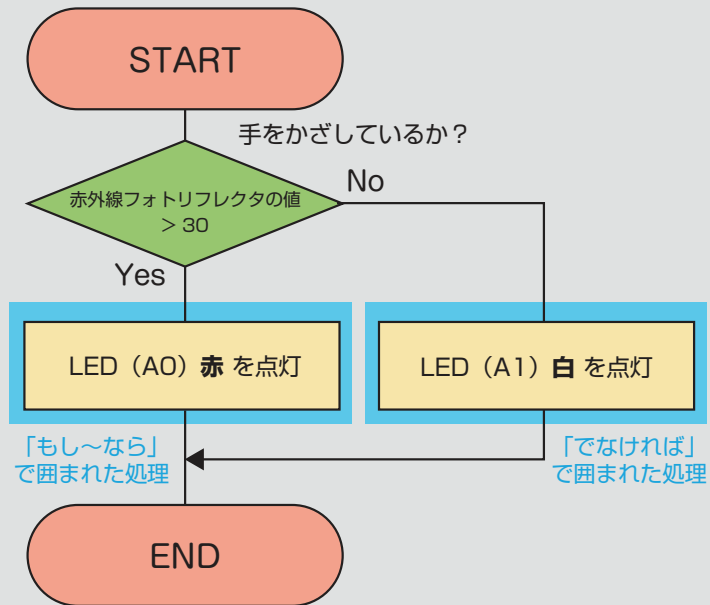 START
手をかざしているか？
赤外線フォトリフレクタの値
> 30
No
Yes
LED（A0）赤 を点灯
LED（A1）白 を点灯
「もし～なら」
で囲まれた処理
「でなければ」
で囲まれた処理
END